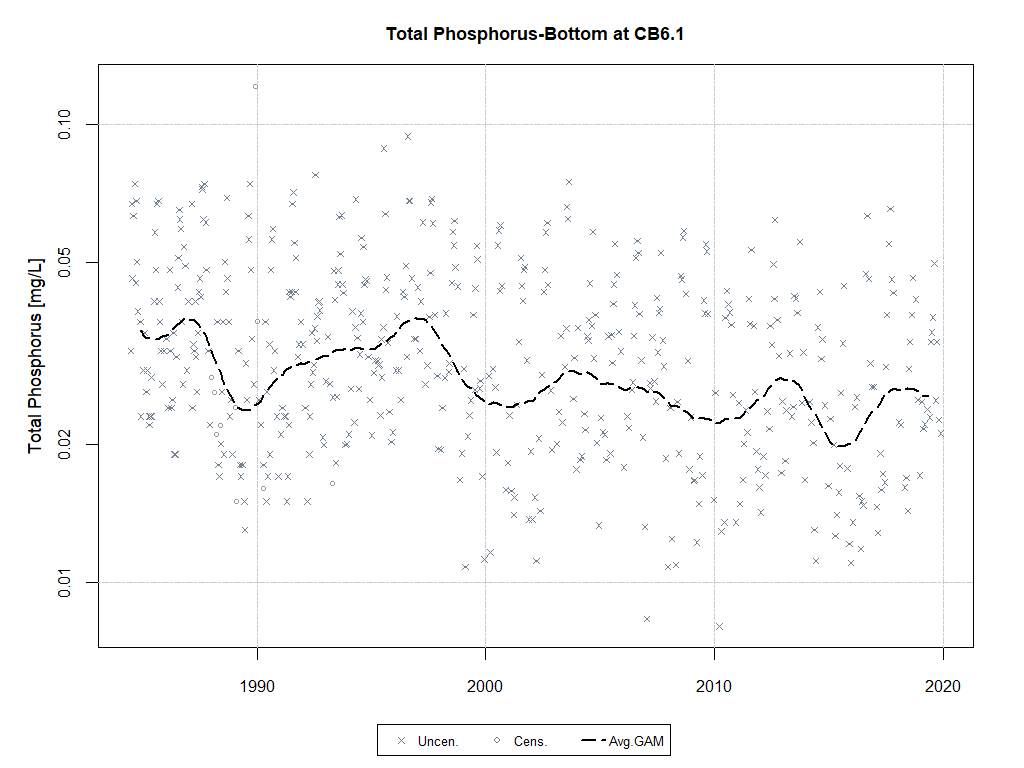 Total Phosphorus-Bottom at CB6.1
Total Phosphorus [mg/L]
0.10
0.05
0.02
0.01
1990 2000 2010 2020
Uncen. Cens. Avg.GAM